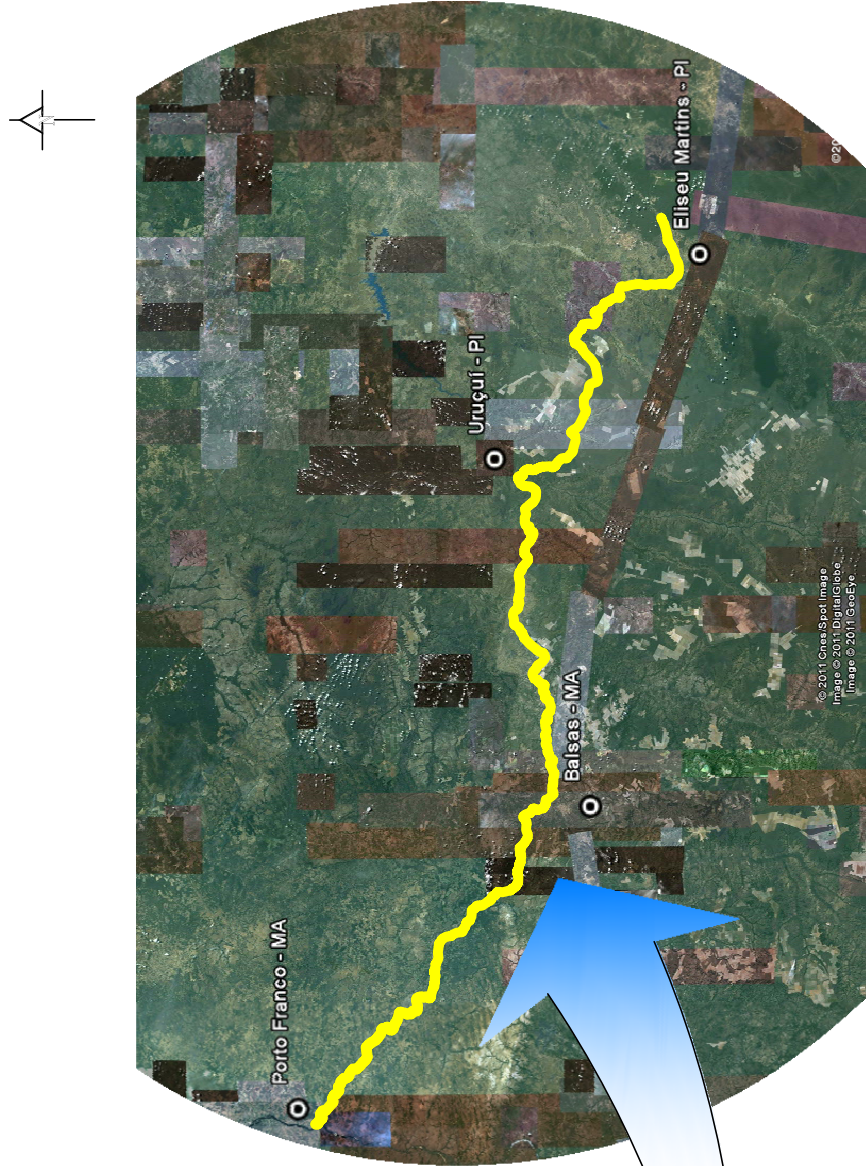 Porto Franco - MA
Balsas - MA
Uruçuí - PI
Eliseu Martins - PI
© 2011 Cnes/Spot Image
Image © 2011 DigitalGlobe
Image © 2011 GeoEye
©20